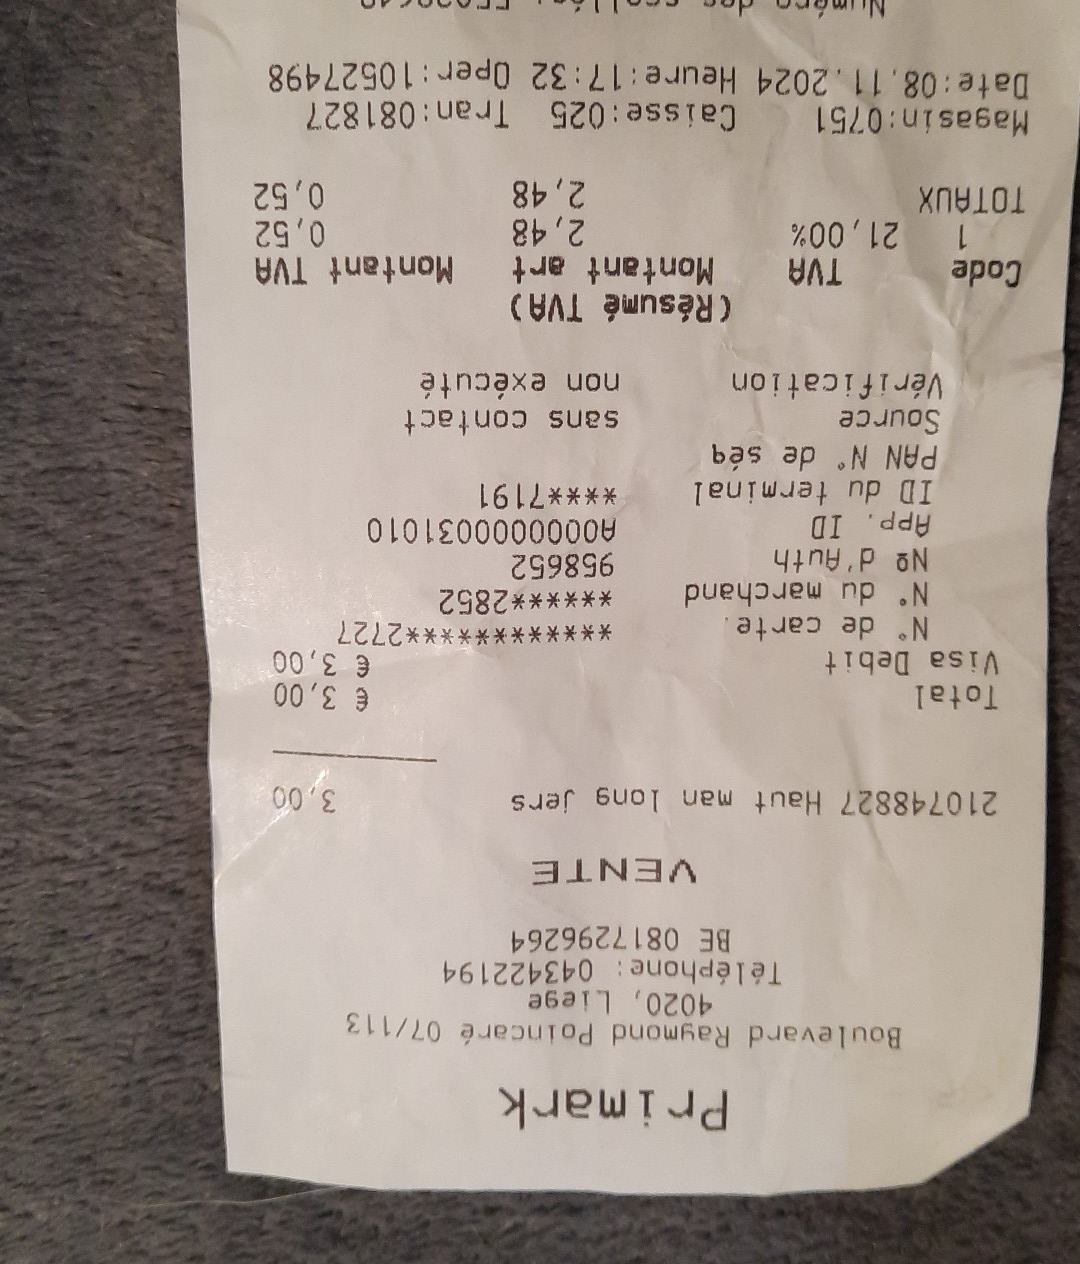 Primark
Boulevard Raymond Poincaré 07/113
4020, Liege
Téléphone: 043422194
BE 0817296264
VENTE
210748827 Haut man long jers 3,00
Total € 3,00
Visa Debit € 3,00
N° de carte. ************2727
N° du marchand ******2852
Nº d'Auth 958652
App. ID A0000000031010
ID du terminal ****7191
PAN N° de séq
Source sans contact
Vérification non exécuté
(Résumé TVA)
Code TVA Montant art Montant TVA
1 21,00% 2,48 0,52
TOTAUX 2,48 0,52
Magasin:0751 Caisse:025 Tran:081827
Date:08.11.2024 Heure:17:32 Oper:10527498
Numéro des